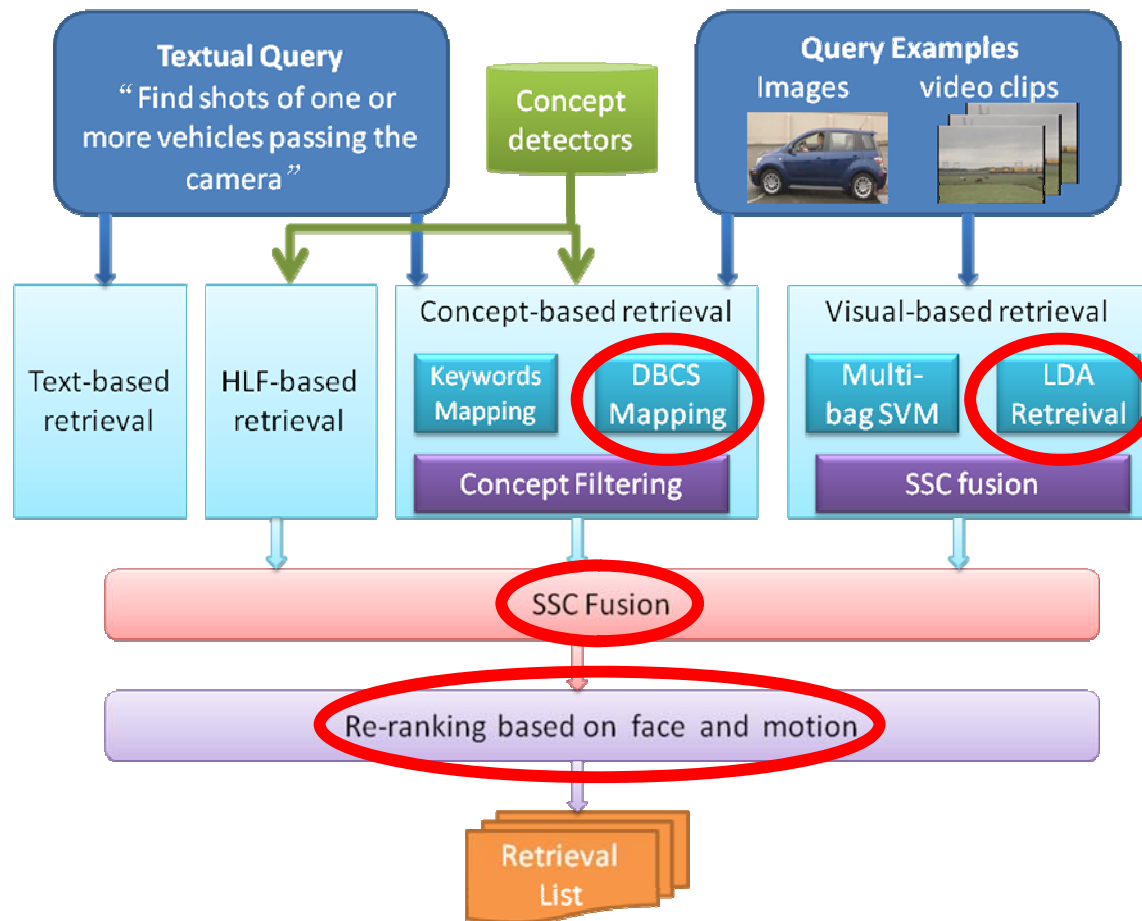 Textual Query
“ Find shots of one or
more vehicles passing the
camera”
Concept
detectors
Query Examples
Images
video clips
Text-based
retrieval
HLF-based
retrieval
Concept-based retrieval
Keywords
Mapping
DBCS
Mapping
Concept Filtering
Visual-based retrieval
Multi-
bag SVM
LDA
Retreival
SSC fusion
SSC Fusion
Re-ranking based on face and motion
Retrieval
List